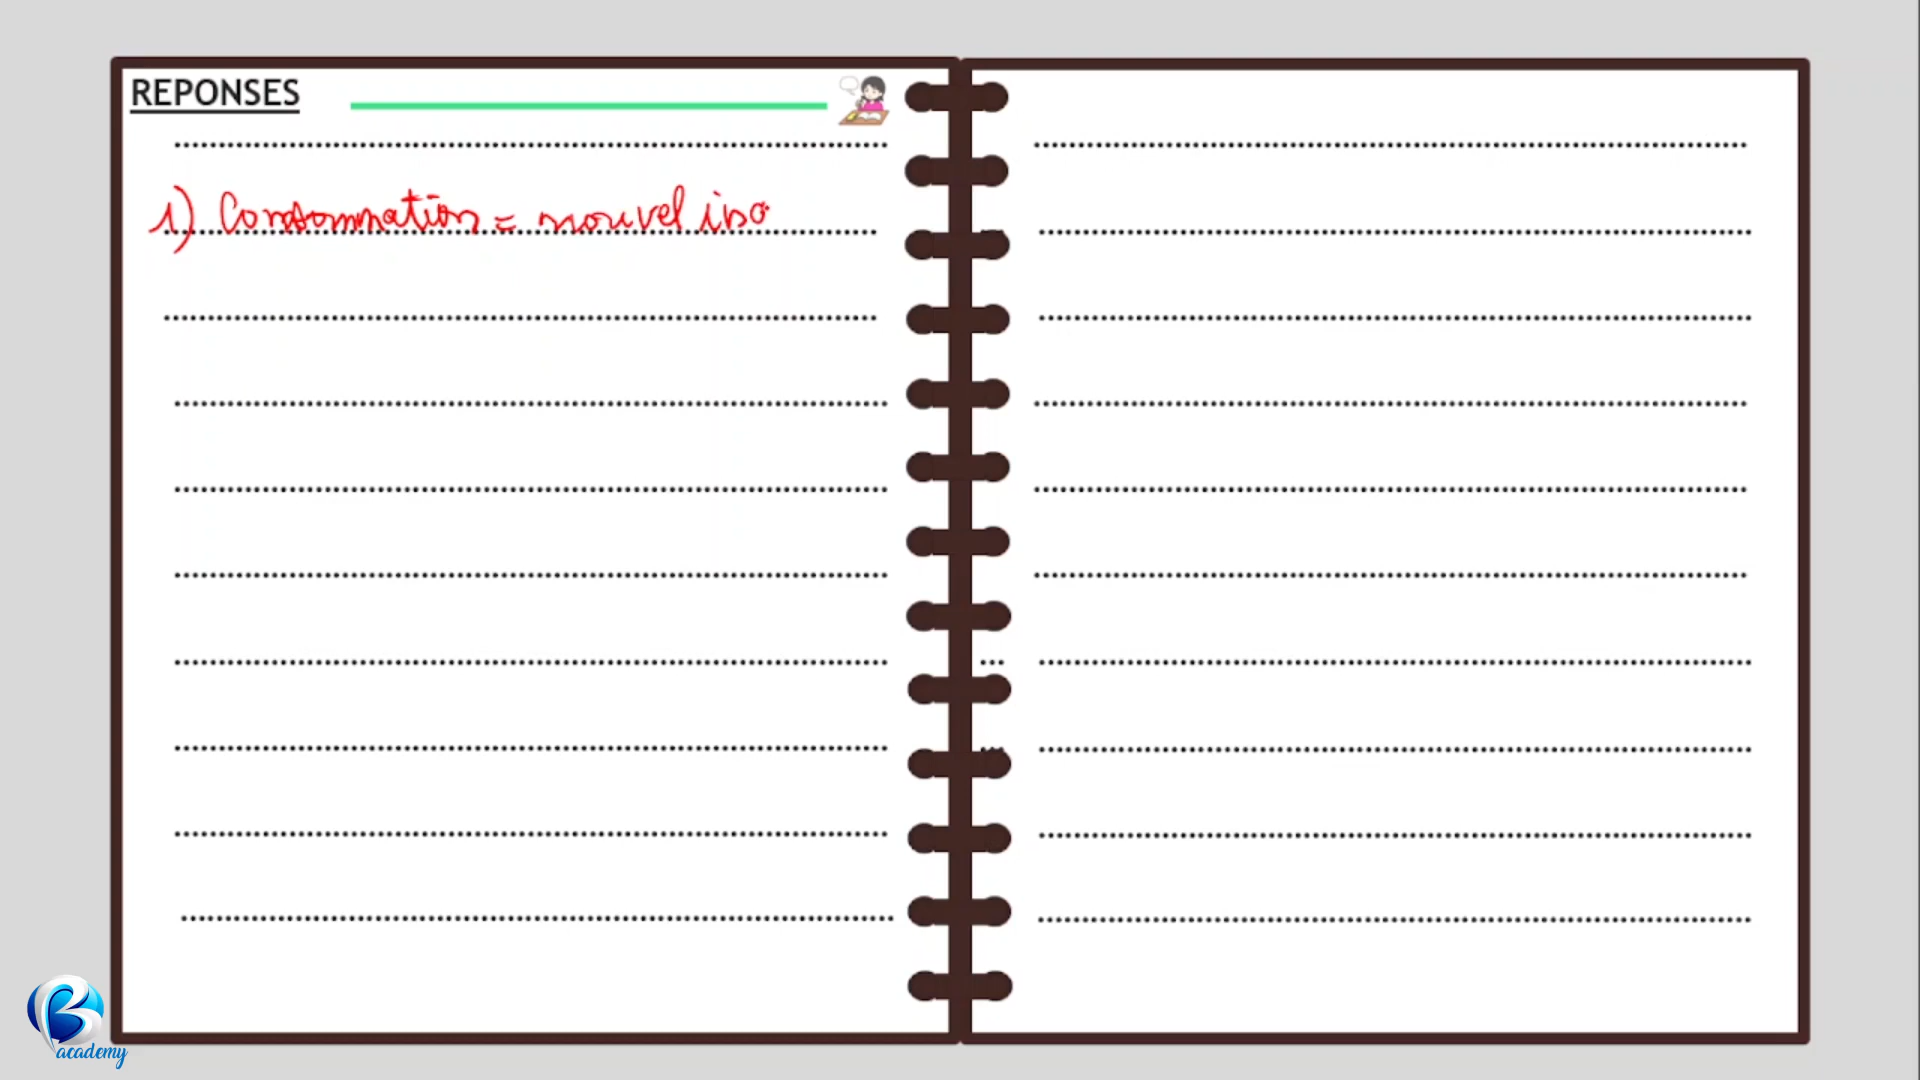 REPONSES
1) Consommation = nouvel iso
B
academy